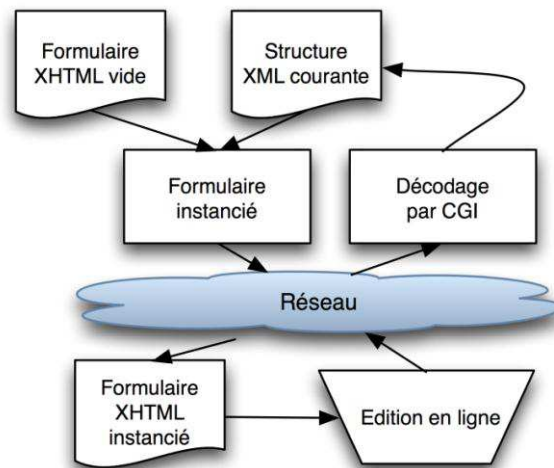 Formulaire
XHTML vide
Structure
XML courante
Formulaire
instancié
Décodage
par CGI
Réseau
Formulaire
XHTML
instancié
Edition en ligne